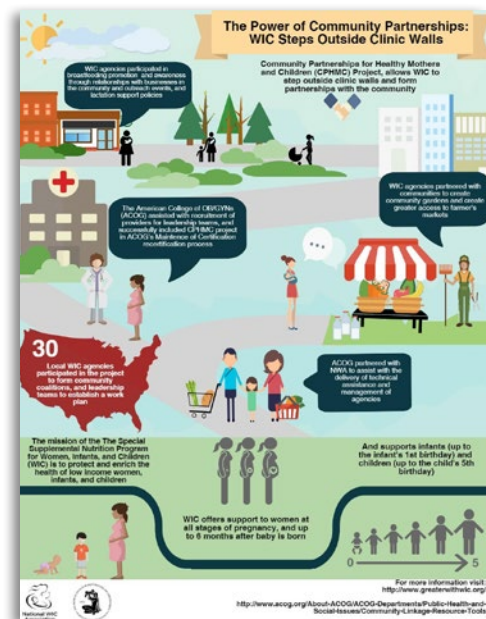 The Power of Community Partnerships:
WIC Steps Outside Clinic Walls
WIC agencies participated in
breastfeeding promotion and awareness
through relationships with businesses in
the community and outreach events, and
lactation support policies
Community Partnerships for Healthy Mothers
and Children (CPHMC) Project, allows WIC to
step outside clinic walls and form
partnerships with the community
The American College of OB/GYNs
(ACOG) assisted with recruitment of
providers for leadership teams, and
successfully included CPHMC project
in ACOG's Maintence of Certification
recertification process
WIC agencies partnered with
communities to create
community gardens and create
greater access to farmer's
markets
30
Local WIC agencies
participated in the project
to form community
coalitions, and leadership
teams to establish a work
plan
ACOG partnered with
NWA to assist with the
delivery of technical
assistance and
management of
agencies
The mission of the The Special
Supplemental Nutrition Program
for Women, Infants, and Children
(WIC) is to protect and enrich the
health of low income women,
infants, and children
WIC offers support to women at
all stages of pregnancy, and up
to 6 months after baby is born
And supports infants (up to
the infant's 1st birthday) and
children (up to the child's 5th
birthday)
0
5
For more information visit:
http://www.greaterwithwic.org/
http://www.acog.org/About-ACOG/ACOG-Departments/Public-Health-and-
Social-Issues/Community-Linkage-Resource-Tools
National WIC